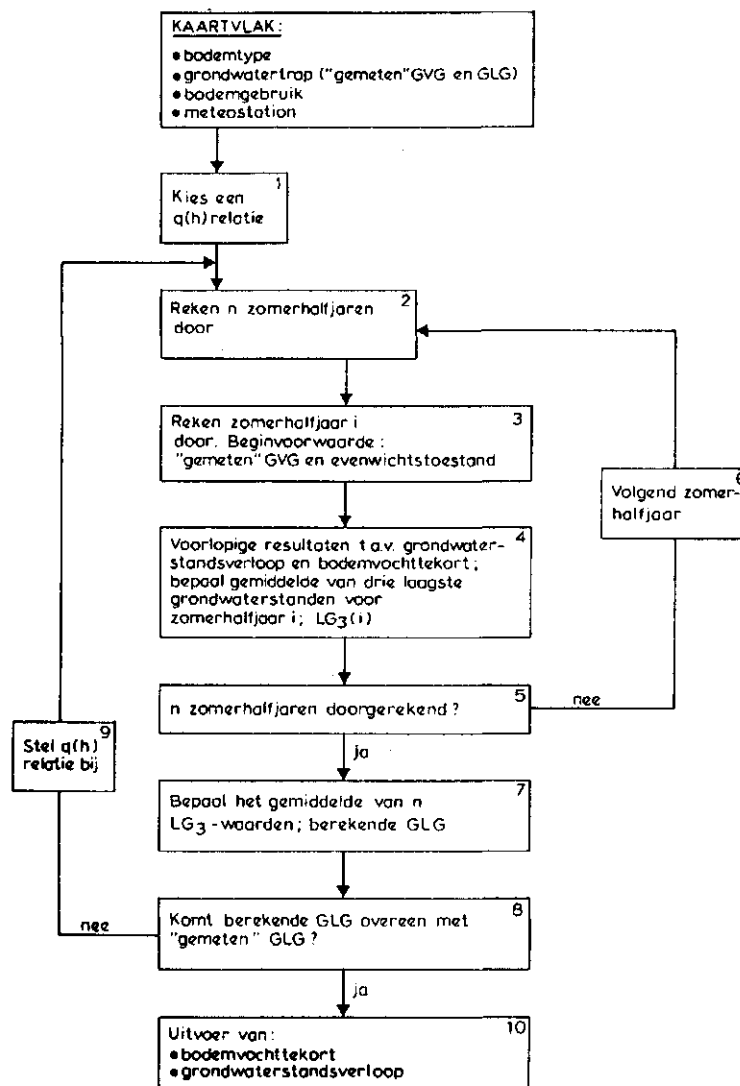 KAARTVLAK:
• bodemtype
• grondwatertrap ("gemeten" GVG en GLG)
• bodemgebruik
• meteostation
1
Kies een
q(h) relatie
2
Reken n zomerhalfjaren
door
3
Reken zomerhalfjaar i
door. Beginvoorwaarde:
"gemeten" GVG en evenwichtstoestand
6
Volgend zomer-
halfjaar
4
Voorlopige resultaten t a.v. grondwater-
standsverloop en bodemvochttekort;
bepaal gemiddelde van drie laagste
grondwaterstanden voor
zomerhalfjaar i; LG3(i)
5
n zomerhalfjaren doorgerekend?
nee
ja
9
Stel q(h)
relatie bij
7
Bepaal het gemiddelde van n
LG3-waarden; berekende GLG
8
Komt berekende GLG overeen met
"gemeten" GLG?
nee
ja
10
Uitvoer van:
• bodemvochttekort
• grondwaterstandsverloop